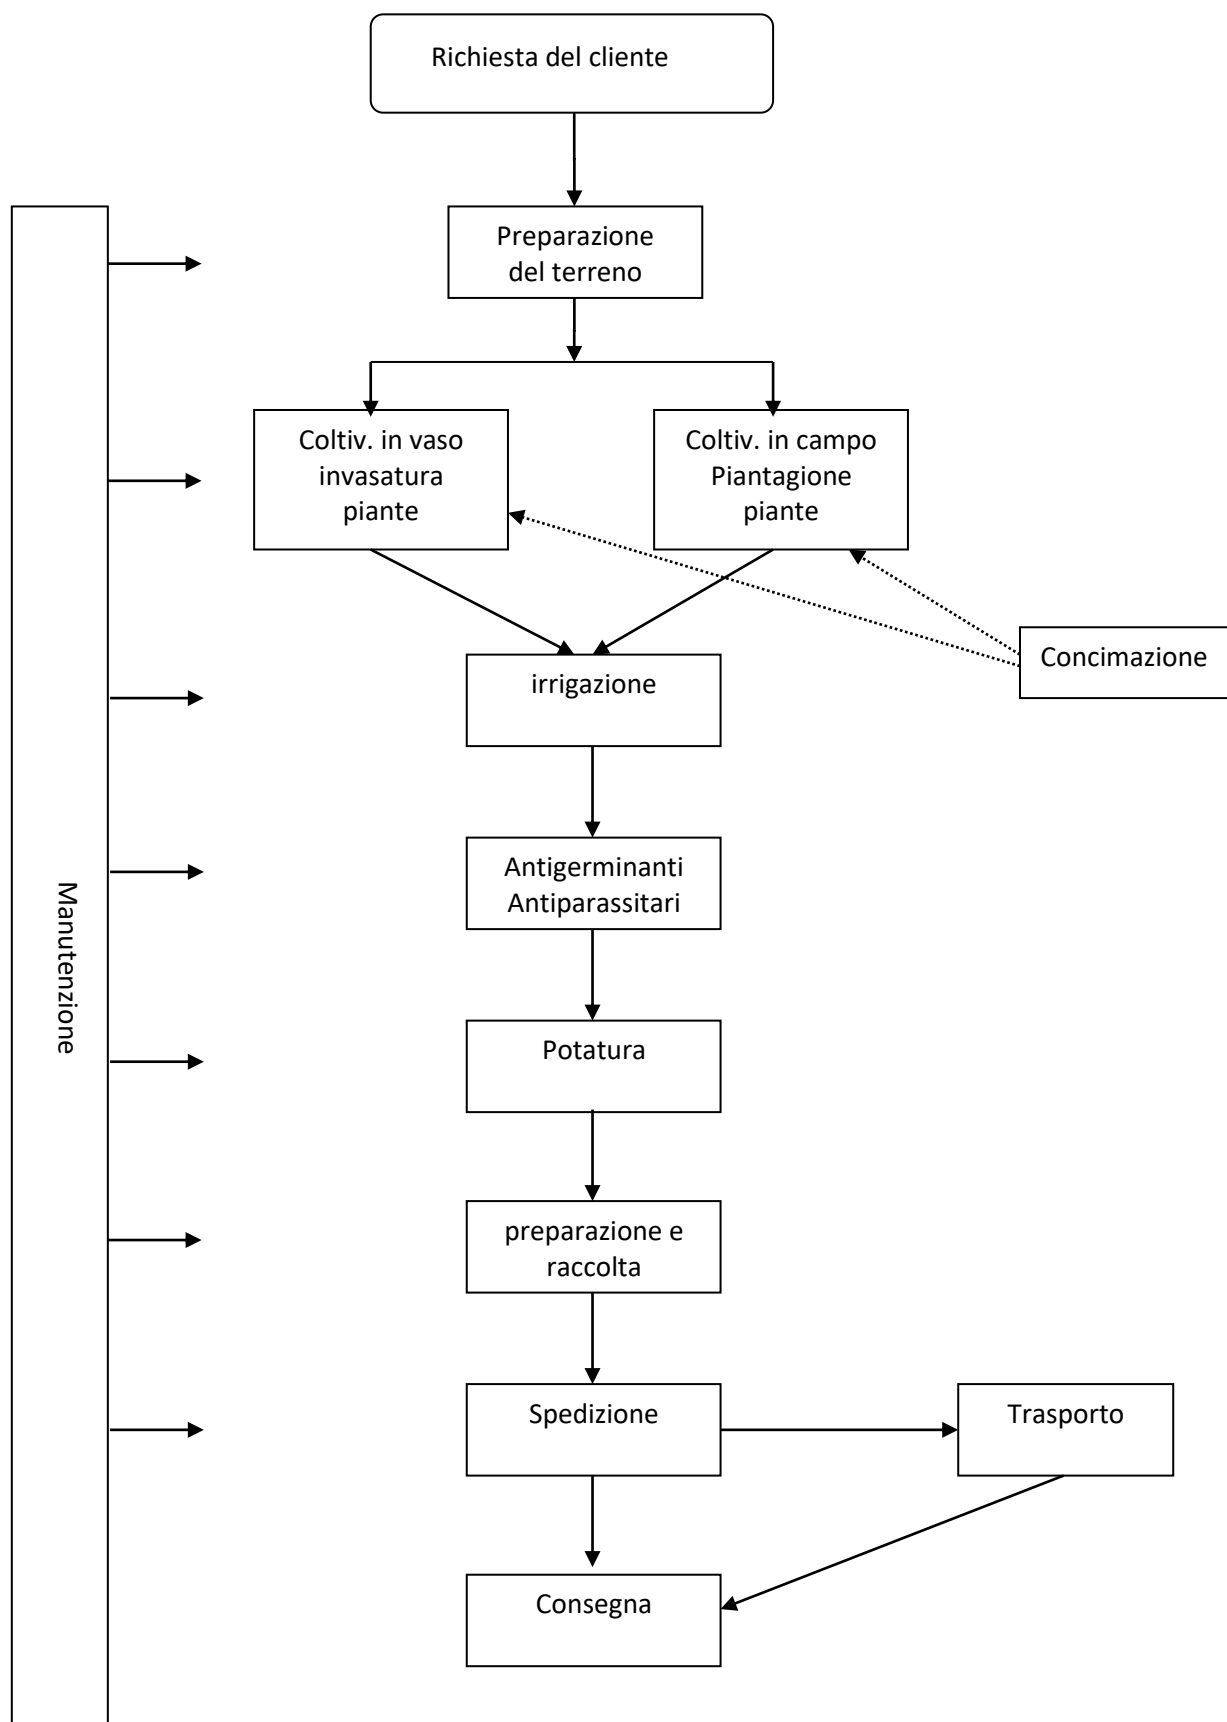 Richiesta del cliente
Preparazione
del terreno
Coltiv. in vaso
invasatura
piante
Coltiv. in campo
Piantagione
piante
Concimazione
irrigazione
Antigerminanti
Antiparassitari
Manutenzione
Potatura
preparazione e
raccolta
Spedizione
Trasporto
Consegna